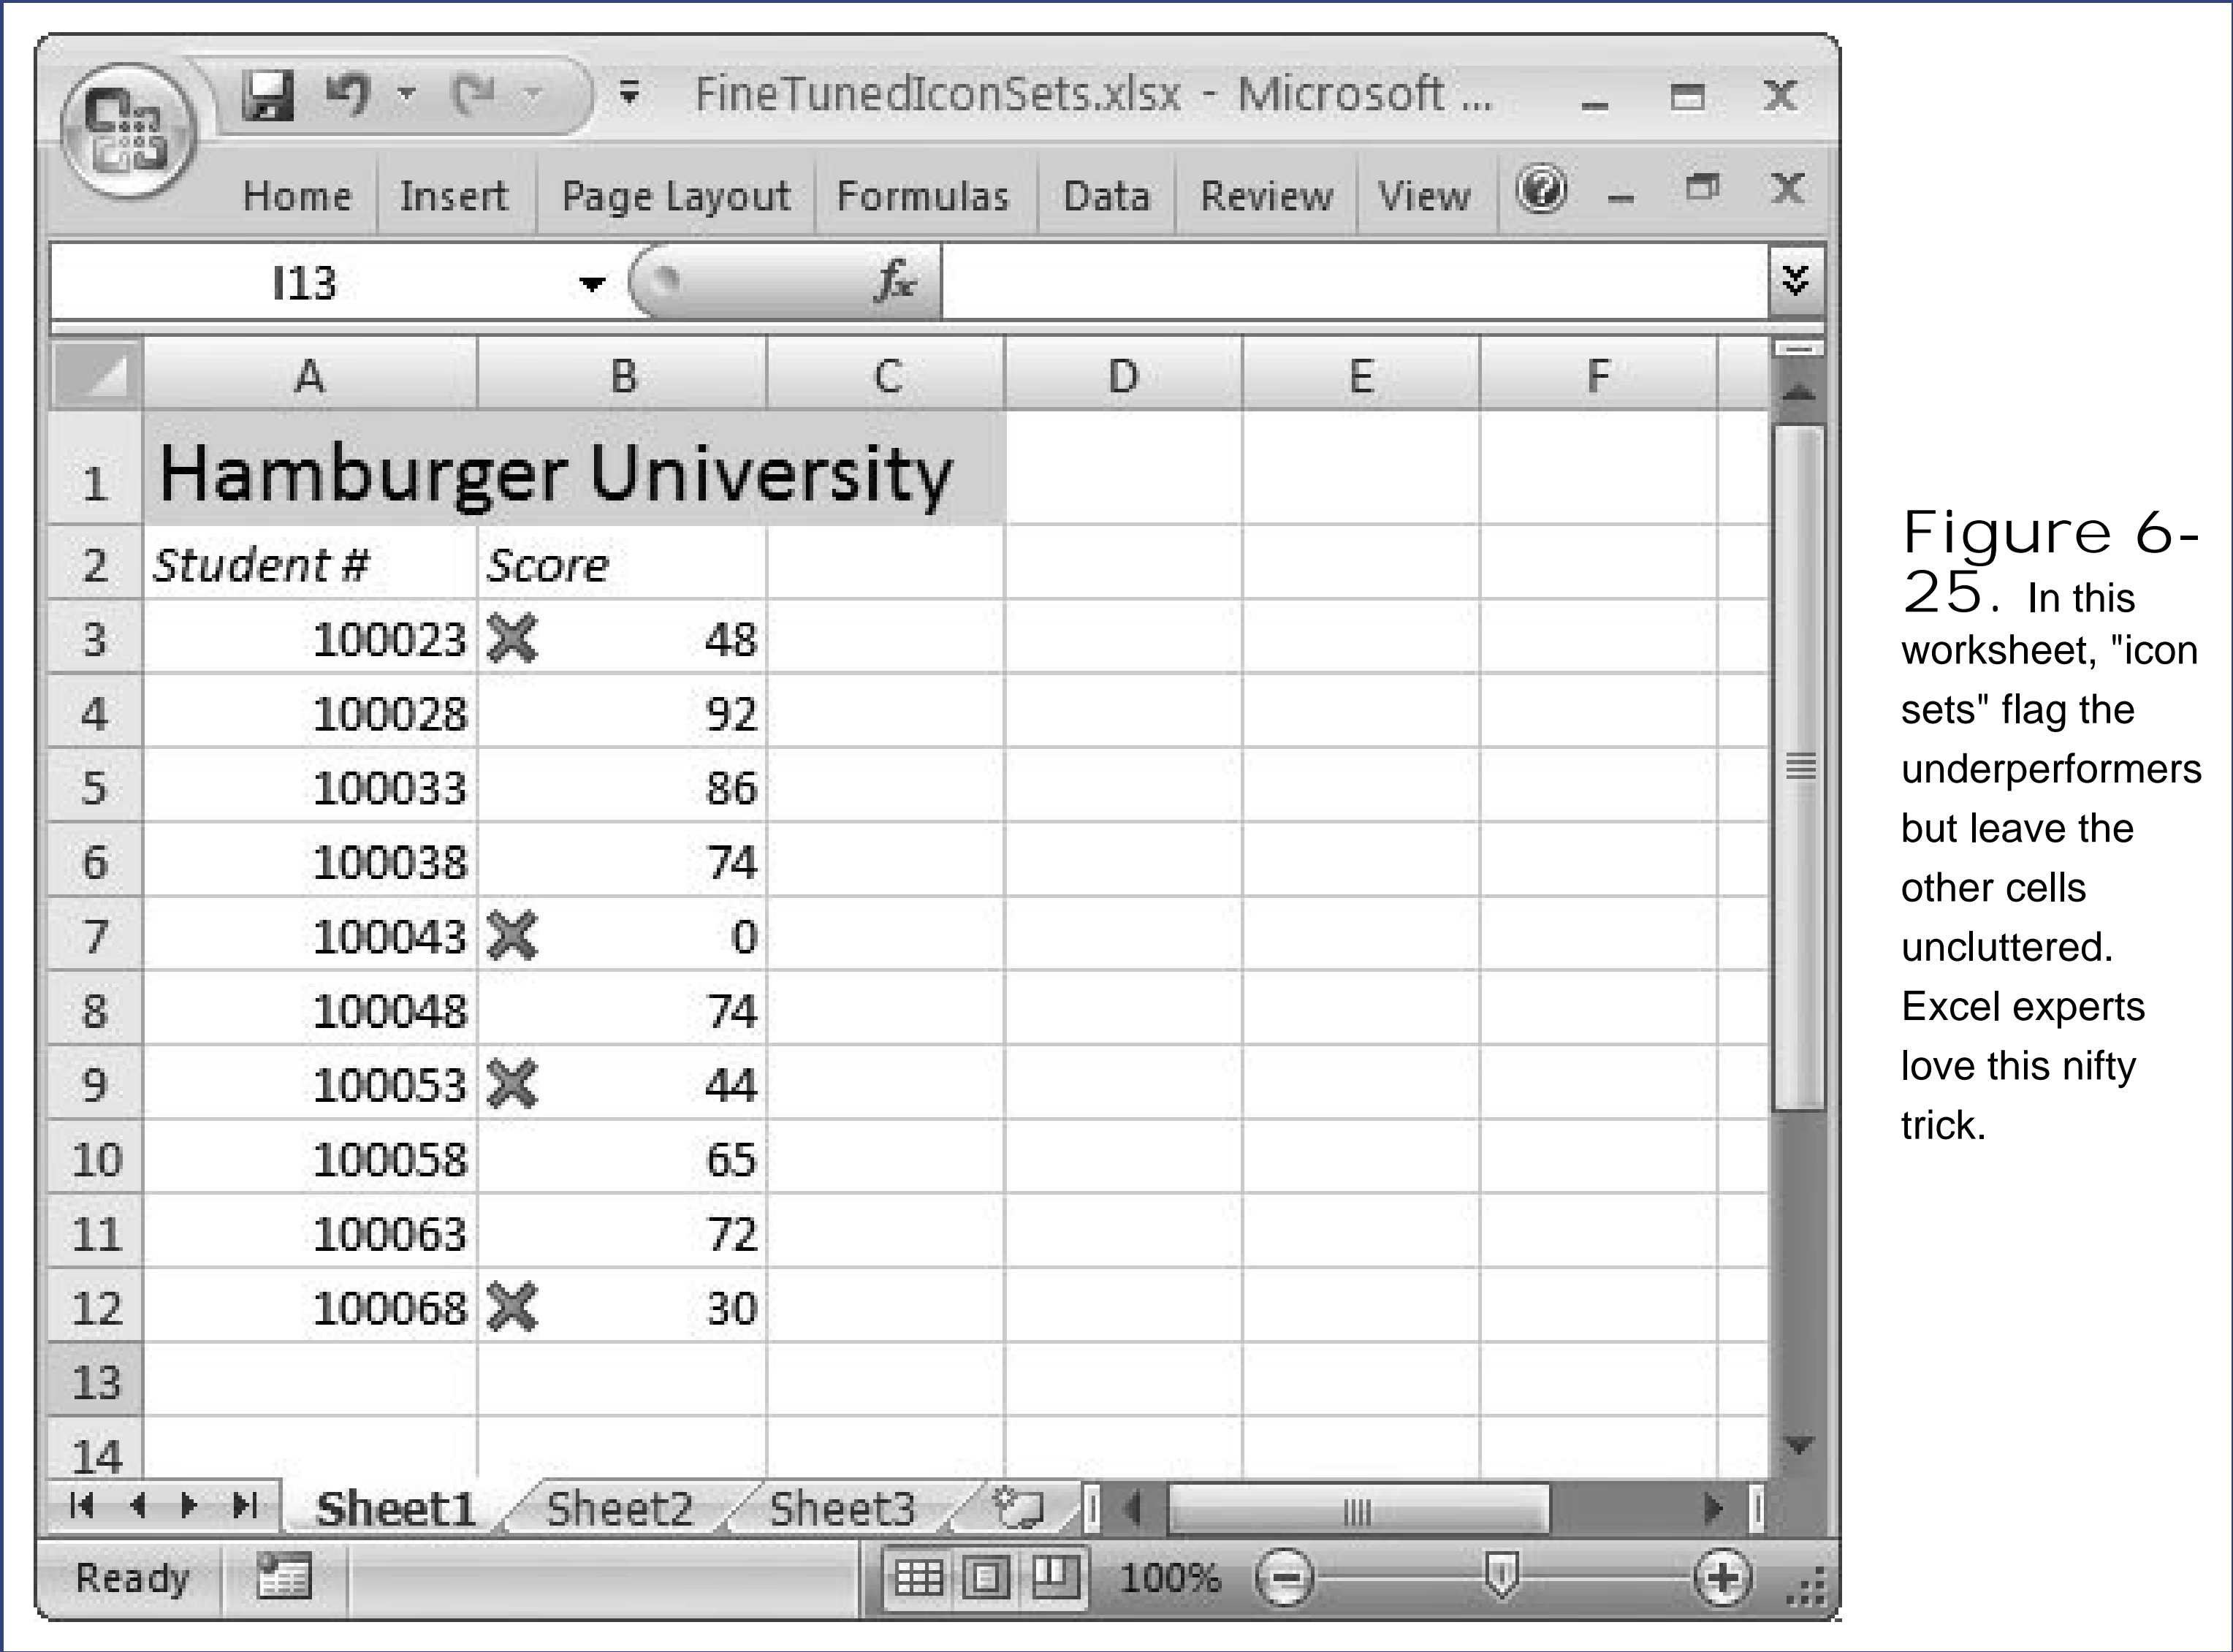 FineTunedIconSets.xlsx - Microsoft ...
Home Insert Page Layout Formulas Data Review View
I13 fx
A B C D E F
1 Hamburger University
2 Student # Score
3 100023 48
4 100028 92
5 100033 86
6 100038 74
7 100043 0
8 100048 74
9 100053 44
10 100058 65
11 100063 72
12 100068 30
13
14
Sheet1 Sheet2 Sheet3
Ready 100%
Figure 6-
25. In this
worksheet, "icon
sets" flag the
underperformers
but leave the
other cells
uncluttered.
Excel experts
love this nifty
trick.